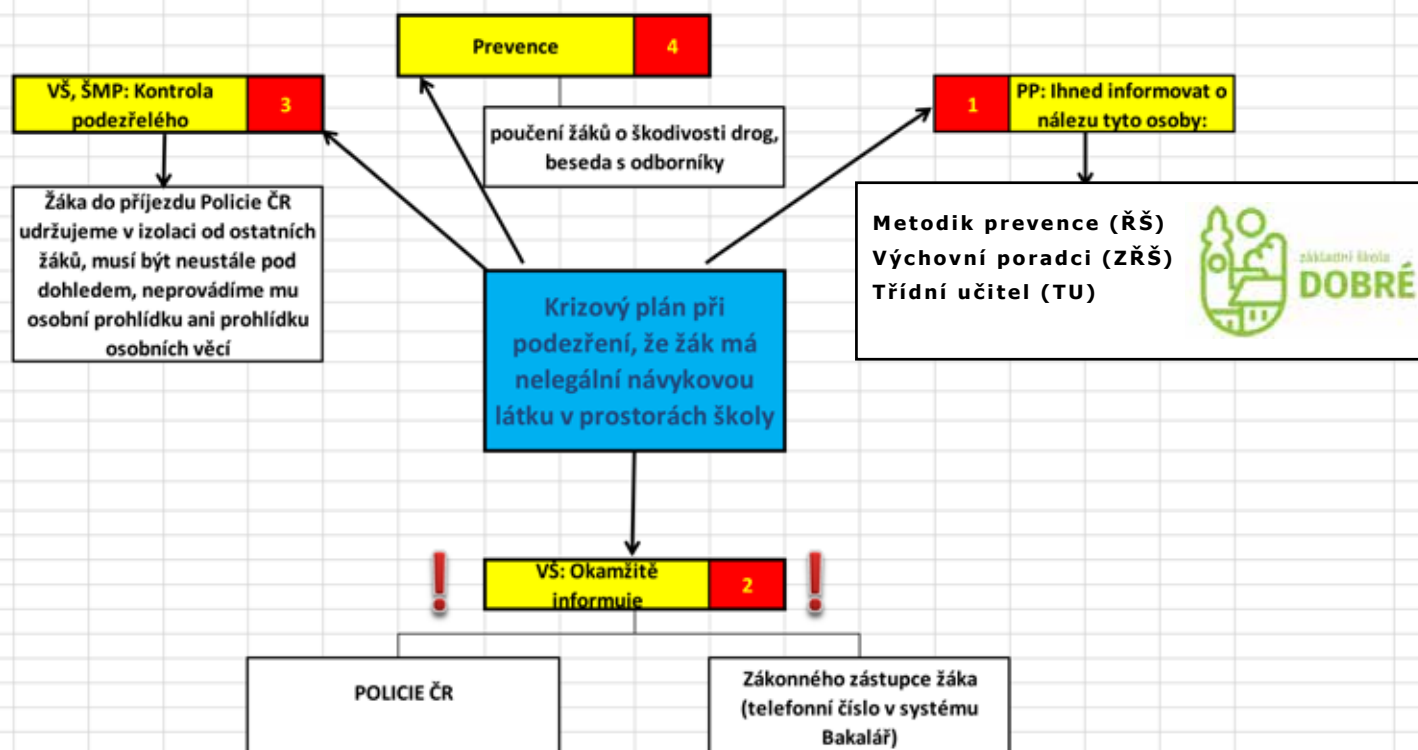 Prevence
4
poučení žáků o škodivosti drog,
beseda s odborníky
VŠ, ŠMP: Kontrola
podezřelého
3
Žáka do příjezdu Policie ČR
udržujeme v izolaci od ostatních
žáků, musí být neustále pod
dohledem, neprovádíme mu
osobní prohlídku ani prohlídku
osobních věcí
1
PP: Ihned informovat o
nálezu tyto osoby:
Metodik prevence (ŘŠ)
Výchovní poradci (ZŘŠ)
Třídní učitel (TU)
základní škola
DOBRÉ
Krizový plán při
podezření, že žák má
nelegální návykovou
látku v prostorách školy
VŠ: Okamžitě
informuje
2
POLICIE ČR
Zákonného zástupce žáka
(telefonní číslo v systému
Bakalář)